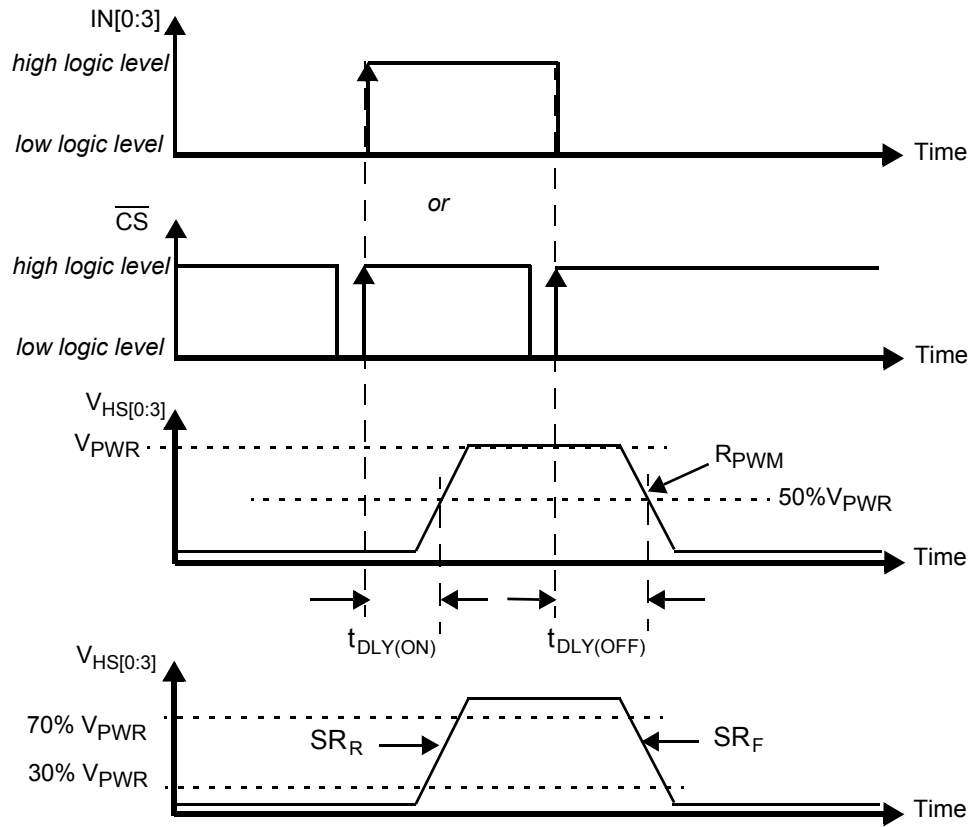 IN[0:3]
high logic level
low logic level
Time
or
CS
high logic level
low logic level
Time
VHS[0:3]
VPWR
RPWM
50%VPWR
Time
tDLY(ON)
tDLY(OFF)
VHS[0:3]
70% VPWR
SRR
SRF
30% VPWR
Time